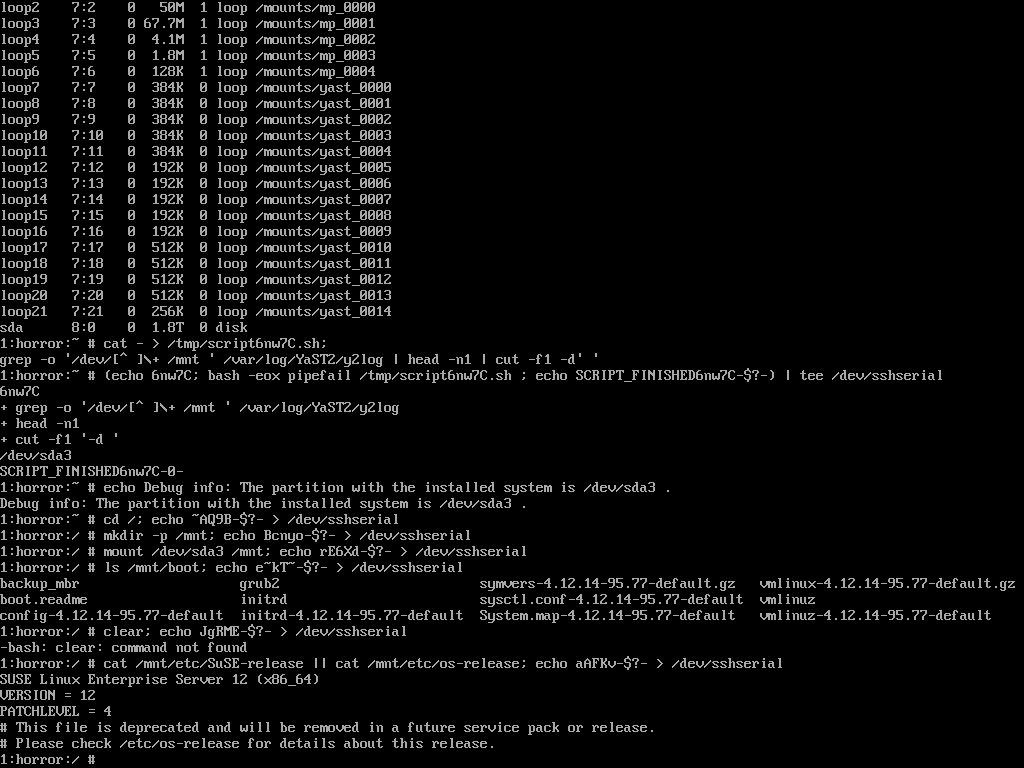 loop2    7:2    0   50M  1 loop /mounts/mp_0000
loop3    7:3    0 67.7M  1 loop /mounts/mp_0001
loop4    7:4    0  4.1M  1 loop /mounts/mp_0002
loop5    7:5    0  1.8M  1 loop /mounts/mp_0003
loop6    7:6    0  128K  1 loop /mounts/mp_0004
loop7    7:7    0  384K  0 loop /mounts/yast_0000
loop8    7:8    0  384K  0 loop /mounts/yast_0001
loop9    7:9    0  384K  0 loop /mounts/yast_0002
loop10   7:10   0  384K  0 loop /mounts/yast_0003
loop11   7:11   0  384K  0 loop /mounts/yast_0004
loop12   7:12   0  192K  0 loop /mounts/yast_0005
loop13   7:13   0  192K  0 loop /mounts/yast_0006
loop14   7:14   0  192K  0 loop /mounts/yast_0007
loop15   7:15   0  192K  0 loop /mounts/yast_0008
loop16   7:16   0  192K  0 loop /mounts/yast_0009
loop17   7:17   0  512K  0 loop /mounts/yast_0010
loop18   7:18   0  512K  0 loop /mounts/yast_0011
loop19   7:19   0  512K  0 loop /mounts/yast_0012
loop20   7:20   0  512K  0 loop /mounts/yast_0013
loop21   7:21   0  256K  0 loop /mounts/yast_0014
sda      8:0    0  1.8T  0 disk
1:horror:~ # cat - > /tmp/script6nw7C.sh;
grep -o '/dev/[^ ]\+ /mnt ' /var/log/YaST2/y2log | head -n1 | cut -f1 -d' '
1:horror:~ # (echo 6nw7C; bash -eox pipefail /tmp/script6nw7C.sh ; echo SCRIPT_FINISHED6nw7C-$?-) | tee /dev/sshserial
6nw7C
+ grep -o '/dev/[^ ]\+ /mnt ' /var/log/YaST2/y2log
+ head -n1
+ cut -f1 '-d '
/dev/sda3
SCRIPT_FINISHED6nw7C-0-
1:horror:~ # echo Debug info: The partition with the installed system is /dev/sda3 .
Debug info: The partition with the installed system is /dev/sda3 .
1:horror:~ # cd /; echo ~AQ9B-$?- > /dev/sshserial
1:horror:/ # mkdir -p /mnt; echo Bcnyo-$?- > /dev/sshserial
1:horror:/ # mount /dev/sda3 /mnt; echo rE6Xd-$?- > /dev/sshserial
1:horror:/ # ls /mnt/boot; echo e~kT~-$?- > /dev/sshserial
backup_mbr                     grub2                          symvers-4.12.14-95.77-default.gz   vmlinux-4.12.14-95.77-default.gz
boot.readme                    initrd                         sysctl.conf-4.12.14-95.77-default  vmlinuz
config-4.12.14-95.77-default  initrd-4.12.14-95.77-default  System.map-4.12.14-95.77-default   vmlinuz-4.12.14-95.77-default
1:horror:/ # clear; echo JgRME-$?- > /dev/sshserial
-bash: clear: command not found
1:horror:/ # cat /mnt/etc/SuSE-release || cat /mnt/etc/os-release; echo aAFKv-$?- > /dev/sshserial
SUSE Linux Enterprise Server 12 (x86_64)
VERSION = 12
PATCHLEVEL = 4
# This file is deprecated and will be removed in a future service pack or release.
# Please check /etc/os-release for details about this release.
1:horror:/ #